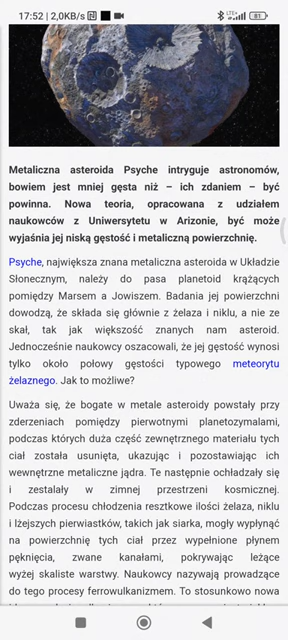 17:52 | 2,0KB/s
LTE+
81
Metaliczna asteroida Psyche intryguje astronomów,
bowiem jest mniej gęsta niż – ich zdaniem – być
powinna. Nowa teoria, opracowana z udziałem
naukowców z Uniwersytetu w Arizonie, być może
wyjaśnia jej niską gęstość i metaliczną powierzchnię.
Psyche, największa znana metaliczna asteroida w Układzie
Słonecznym, należy do pasa planetoid krążących
pomiędzy Marsem a Jowiszem. Badania jej powierzchni
dowodzą, że składa się głównie z żelaza i niklu, a nie ze
skał, tak jak większość znanych nam asteroid.
Jednocześnie naukowcy oszacowali, że jej gęstość wynosi
tylko około połowy gęstości typowego meteorytu
żelaznego. Jak to możliwe?
Uważa się, że bogate w metale asteroidy powstały przy
zderzeniach pomiędzy pierwotnymi planetozymalami,
podczas których duża część zewnętrznego materiału tych
ciał została usunięta, ukazując i pozostawiając ich
wewnętrzne metaliczne jądra. Te następnie ochładzały się
i zestalały w zimnej przestrzeni kosmicznej.
Podczas procesu chłodzenia resztkowe ilości żelaza, niklu
i lżejszych pierwiastków, takich jak siarka, mogły wypłynąć
na powierzchnię tych ciał przez wypełnione płynem
pęknięcia, zwane kanałami, pokrywając leżące
wyżej skaliste warstwy. Naukowcy nazywają prowadzące
do tego procesy ferrowulkanizmem. To stosunkowo nowa